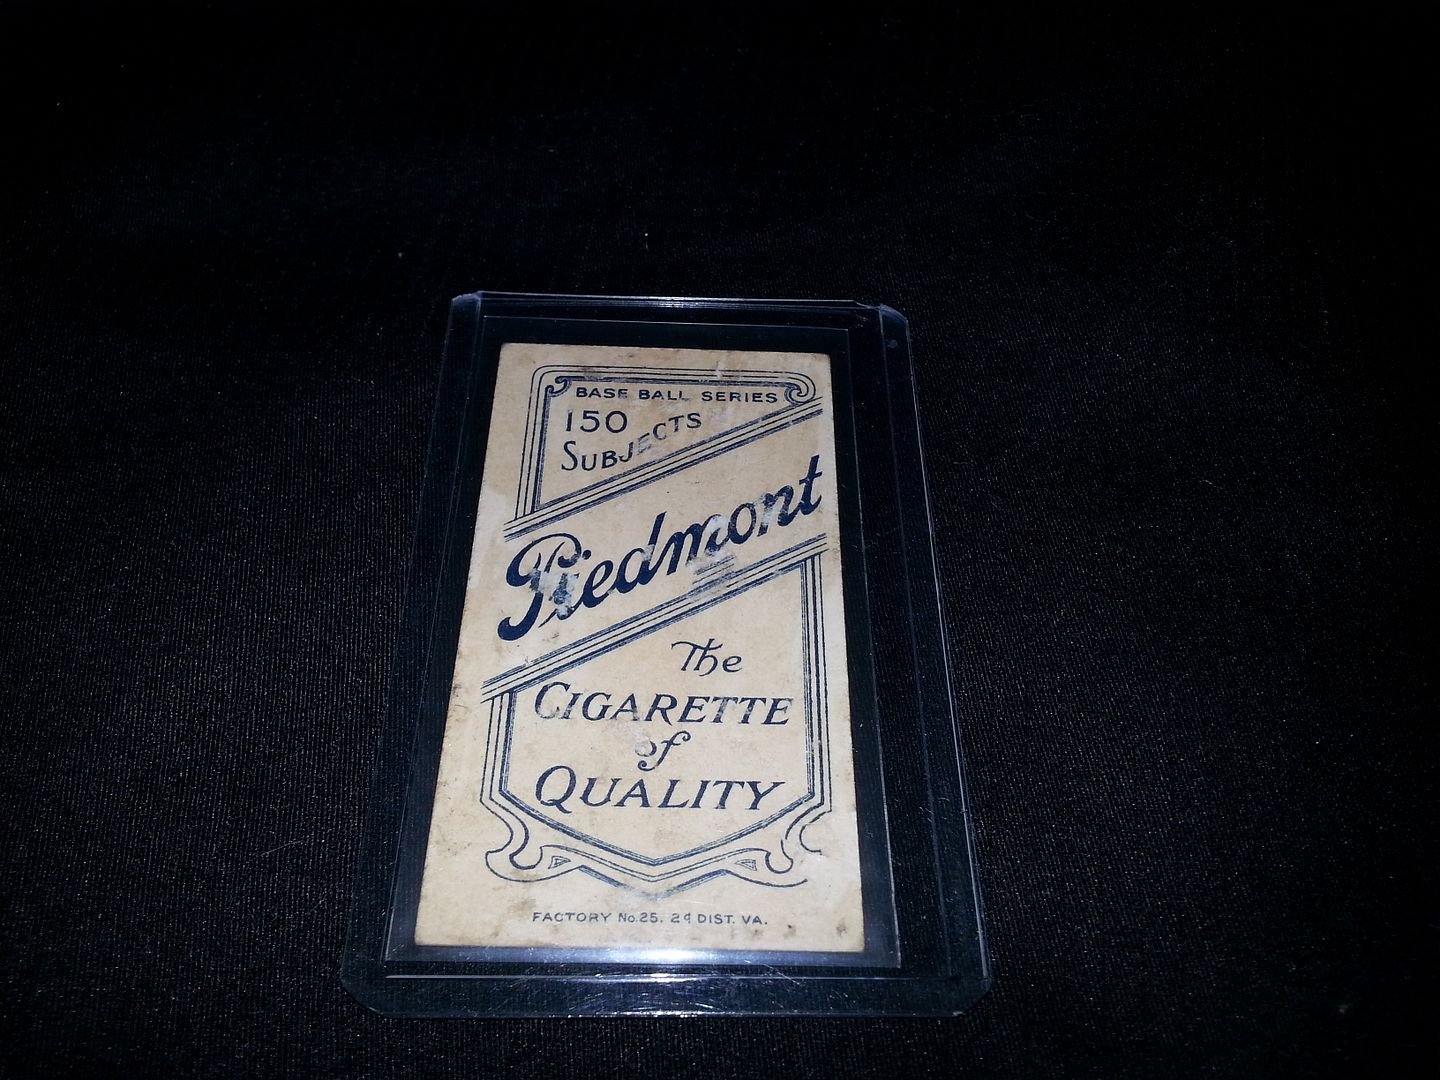 BASE BALL SERIES
150
SUBJECTS
Piedmont
The
CIGARETTE
of
QUALITY
FACTORY No. 25. 2d DIST. VA.